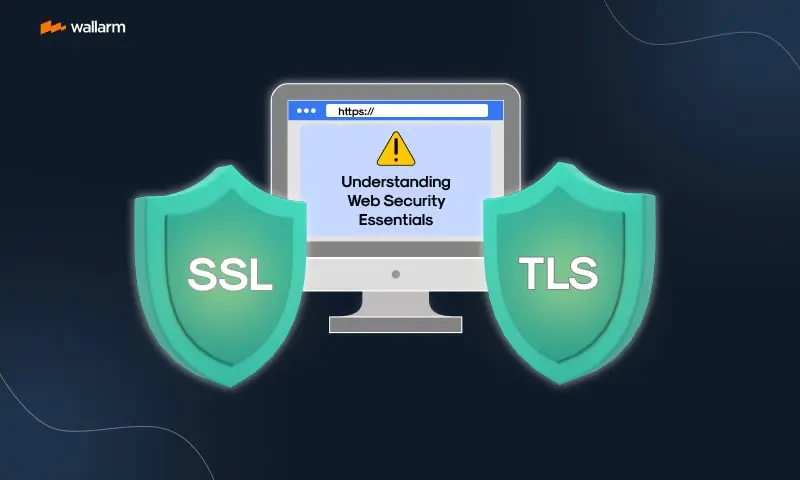 wallarm
https://
Understanding
Web Security
Essentials
SSL
TLS